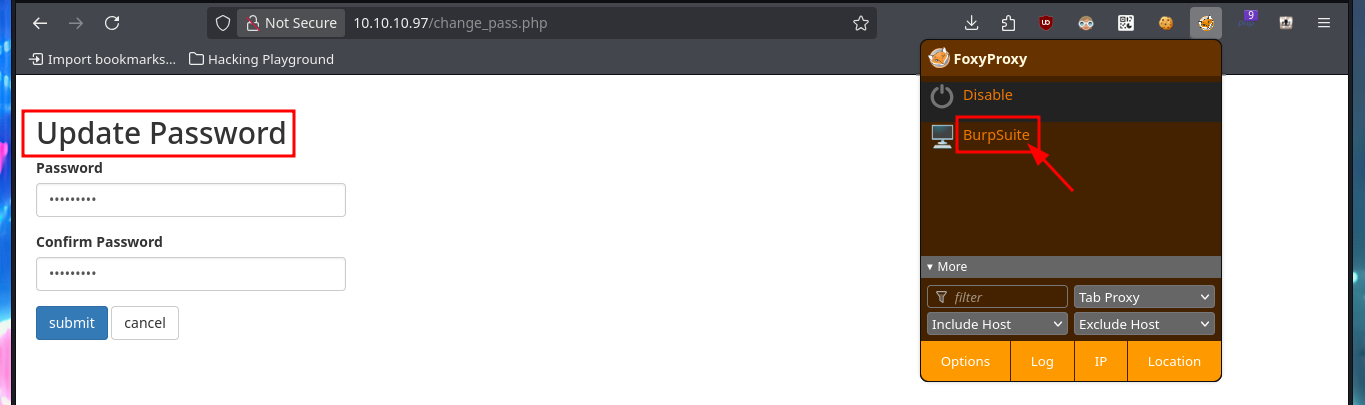 Not Secure 10.10.10.97/change_pass.php
Import bookmarks... Hacking Playground
9
FoxyProxy
Disable
BurpSuite
More
filter
Tab Proxy
Include Host
Exclude Host
Options
Log
IP
Location
Update Password
Password
•••••••••
Confirm Password
•••••••••
submit
cancel